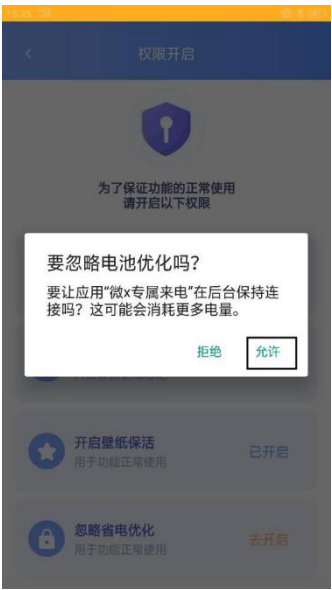 权限开启
为了保证功能的正常使用
请开启以下权限
要忽略电池优化吗？
要让应用“微x专属来电”在后台保持连
接吗？这可能会消耗更多电量。
拒绝
允许
开启壁纸保活
用于功能正常使用
已开启
忽略省电优化
用于功能正常使用
去开启